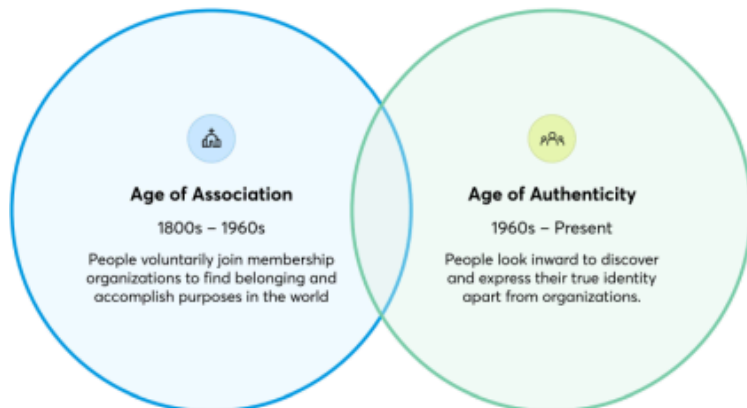 Age of Association
1800s – 1960s
People voluntarily join membership
organizations to find belonging and
accomplish purposes in the world
Age of Authenticity
1960s – Present
People look inward to discover
and express their true identity
apart from organizations.